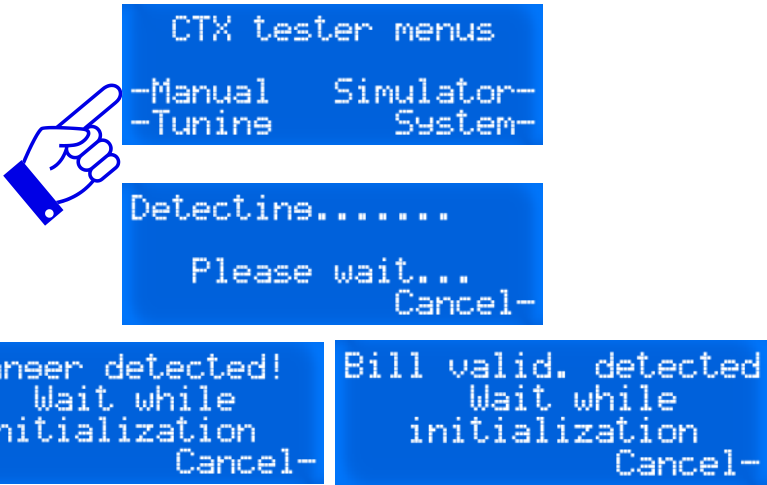 CTX tester menus
-Manual Simulator-
-Tuning System-
Detecting.......
Please wait...
Cancel-
detected!
Wait while
Cancel-
Bill valid. detected
Wait while
initialization
Cancel-